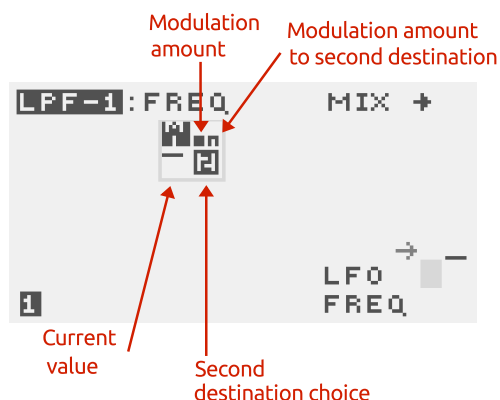 Modulation
amount
Modulation amount
to second destination
LPF-1:FREQ MIX →
W
2
LFO
FREQ
1
Current
value
Second
destination choice